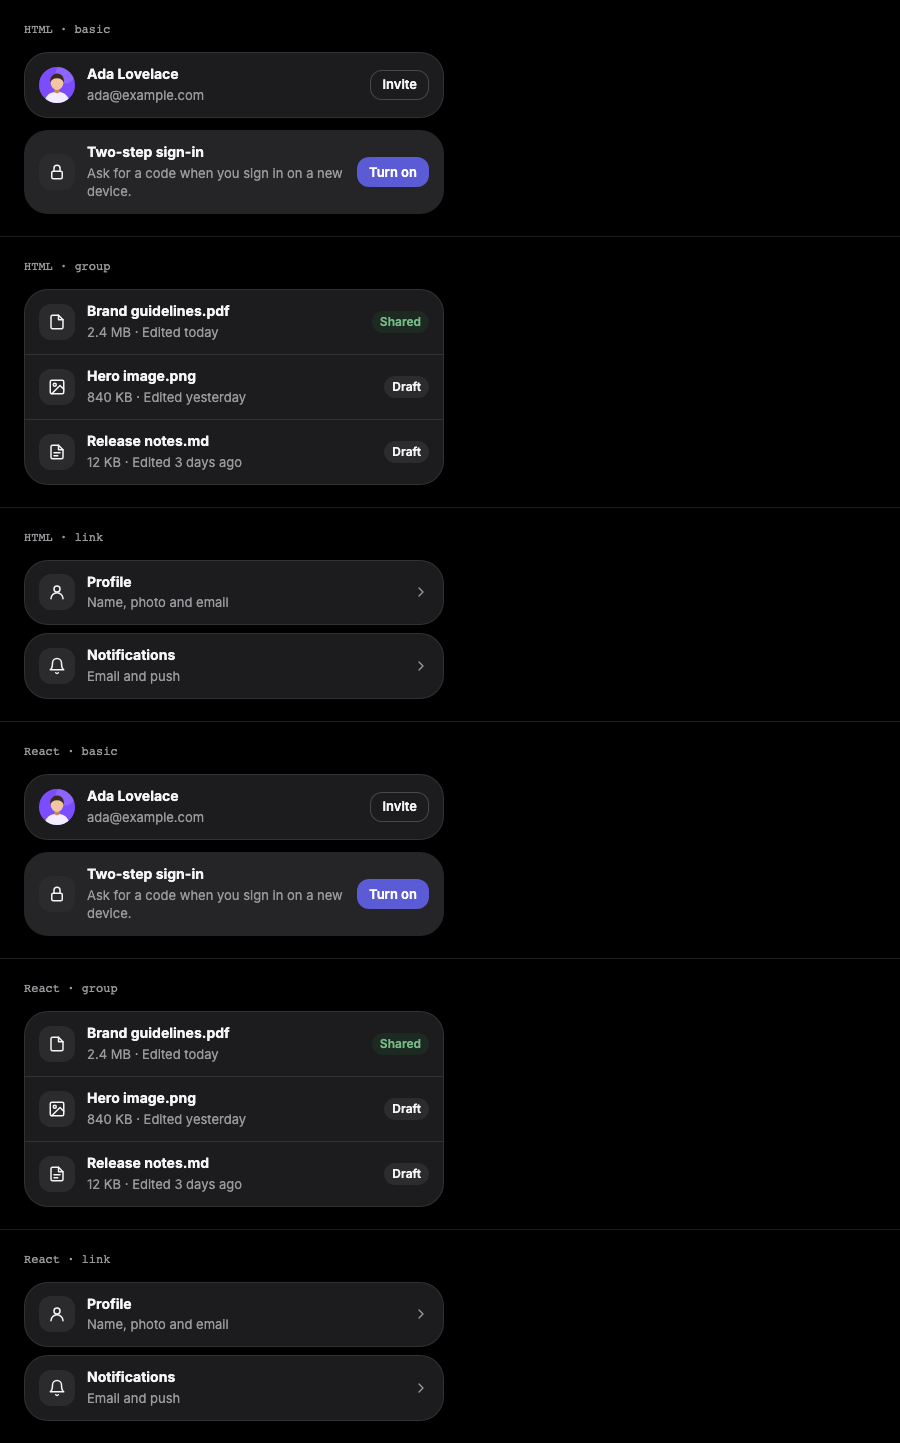 HTML · basic
Ada Lovelace
ada@example.com
Invite
Two-step sign-in
Ask for a code when you sign in on a new
device.
Turn on
HTML · group
Brand guidelines.pdf
2.4 MB · Edited today
Shared
Hero image.png
840 KB · Edited yesterday
Draft
Release notes.md
12 KB · Edited 3 days ago
Draft
HTML · link
Profile
Name, photo and email
Notifications
Email and push
React · basic
Ada Lovelace
ada@example.com
Invite
Two-step sign-in
Ask for a code when you sign in on a new
device.
Turn on
React · group
Brand guidelines.pdf
2.4 MB · Edited today
Shared
Hero image.png
840 KB · Edited yesterday
Draft
Release notes.md
12 KB · Edited 3 days ago
Draft
React · link
Profile
Name, photo and email
Notifications
Email and push